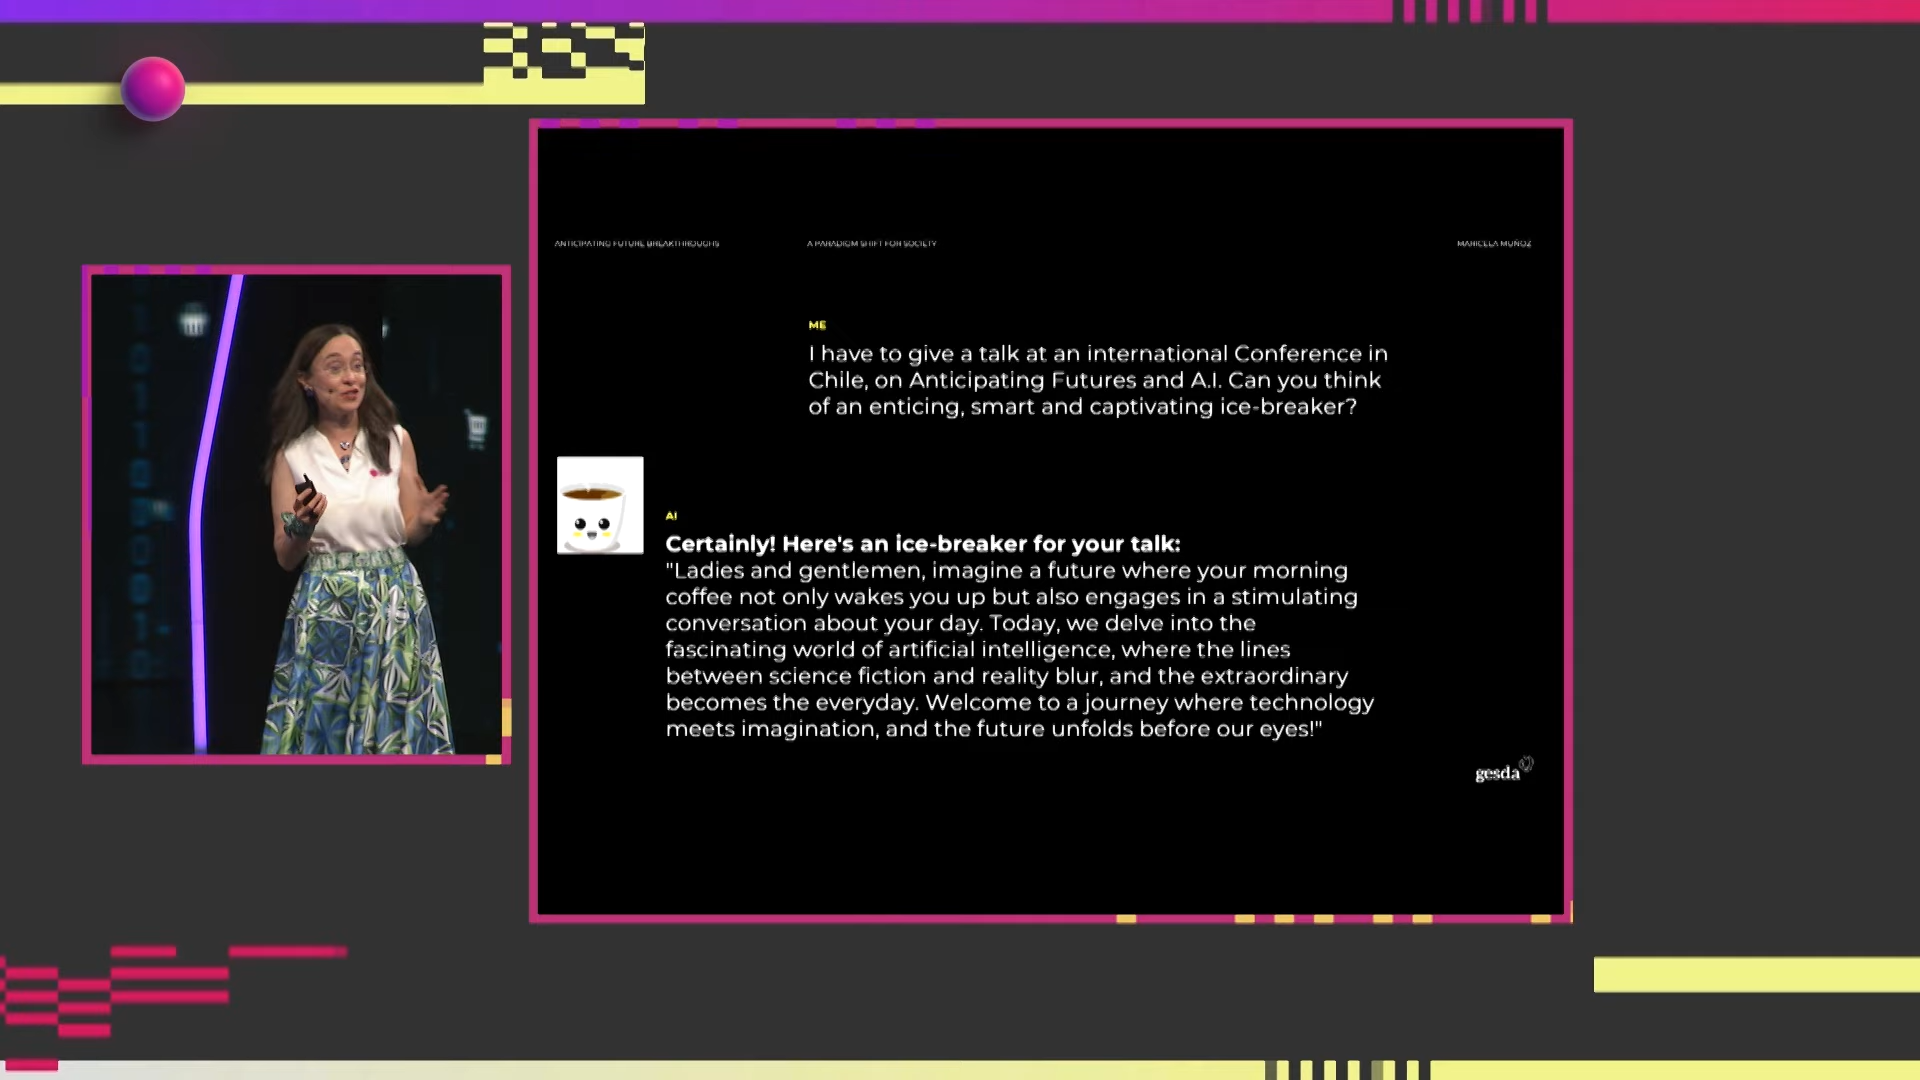 ANTICIPATING FUTURE BREAKTHROUGHS
A PARADIGM SHIFT FOR SOCIETY
MARICELA MUÑOZ
ME
I have to give a talk at an international Conference in
Chile, on Anticipating Futures and A.I. Can you think
of an enticing, smart and captivating ice-breaker?
AI
Certainly! Here's an ice-breaker for your talk:
"Ladies and gentlemen, imagine a future where your morning
coffee not only wakes you up but also engages in a stimulating
conversation about your day. Today, we delve into the
fascinating world of artificial intelligence, where the lines
between science fiction and reality blur, and the extraordinary
becomes the everyday. Welcome to a journey where technology
meets imagination, and the future unfolds before our eyes!"
gesda